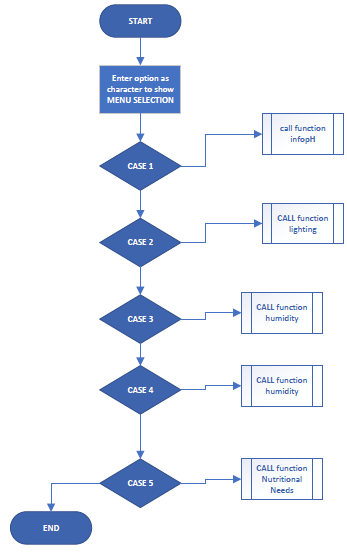 START
Enter option as
character to show
MENU SELECTION
call function
infopH
CASE 1
CALL function
lighting
CASE 2
CALL function
humidity
CASE 3
CALL function
humidity
CASE 4
CALL function
Nutritional
Needs
CASE 5
END